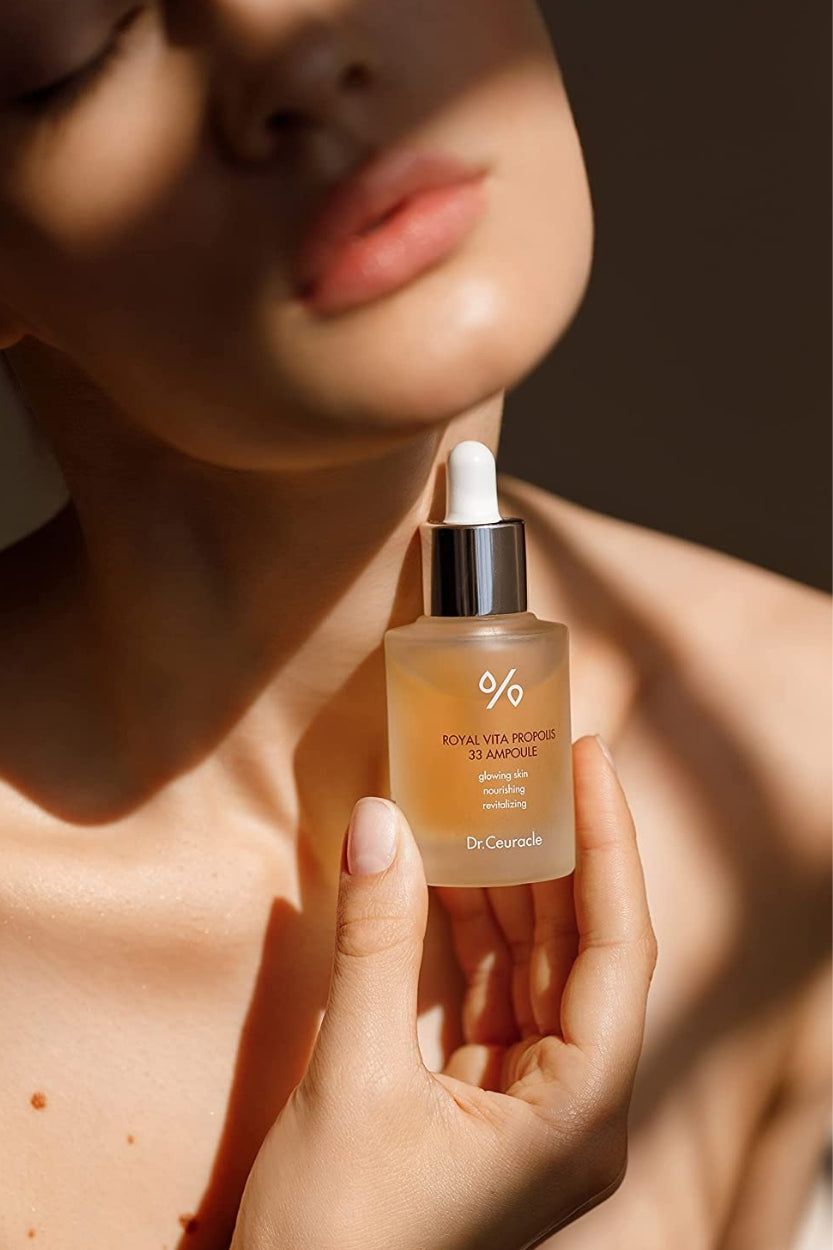 %
ROYAL VITA PROPOLIS
33 AMPOULE
glowing skin
nourishing
revitalizing
Dr.Ceuracle